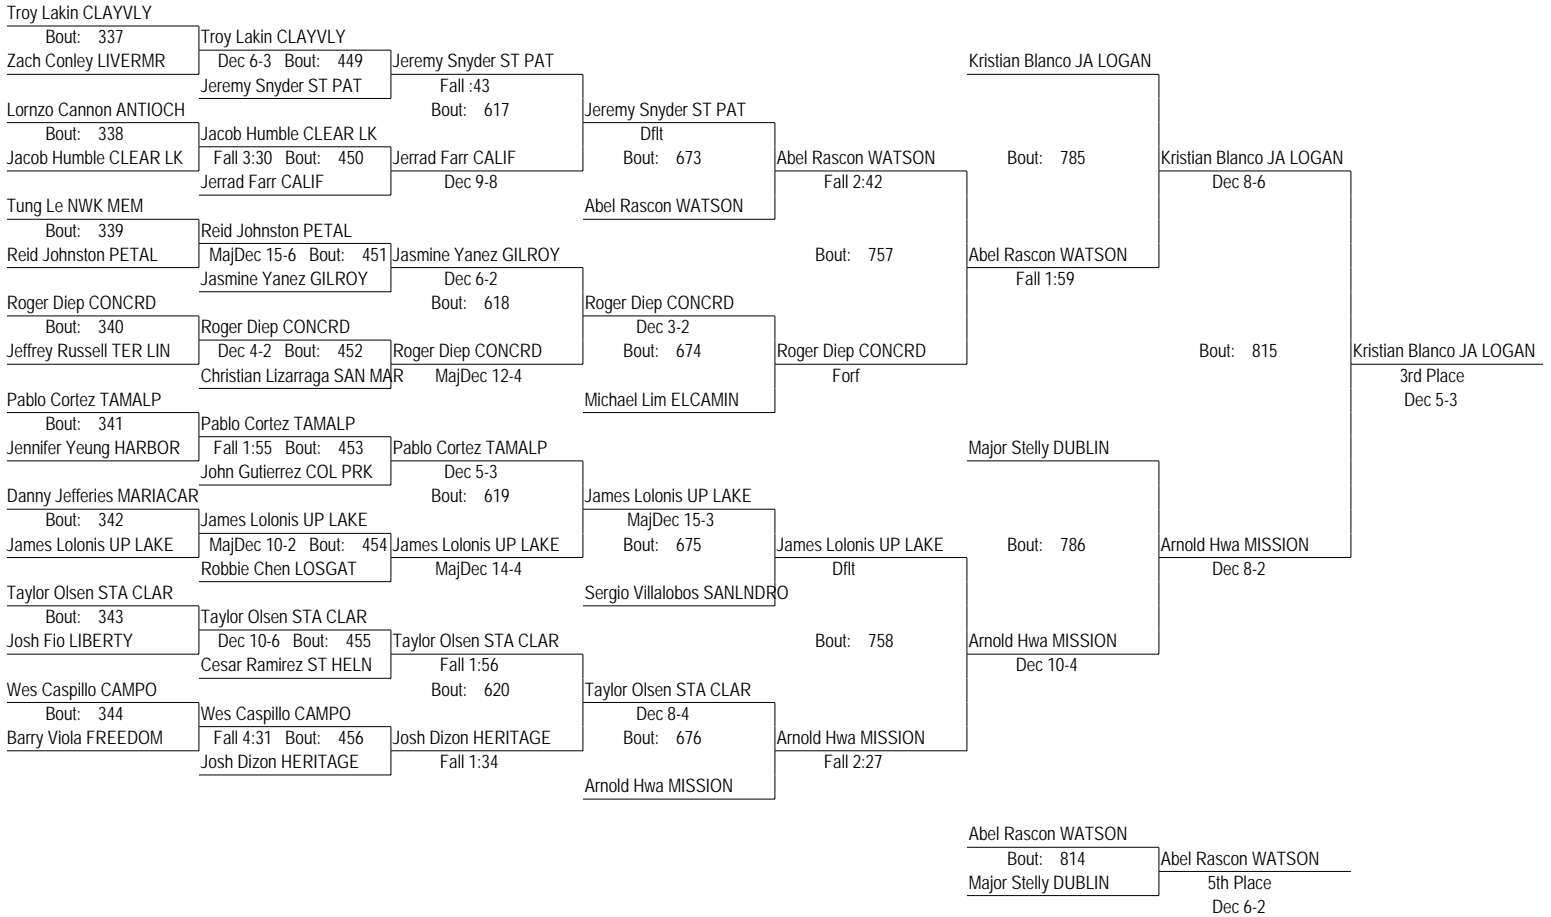 Troy Lakin CLAYVLY
Bout: 337
Troy Lakin CLAYVLY
Zach Conley LIVERMR
Dec 6-3 Bout: 449
Jeremy Snyder ST PAT
Kristian Blanco JA LOGAN
Jeremy Snyder ST PAT
Fall :43
Lornzo Cannon ANTIOCH
Bout: 617
Jeremy Snyder ST PAT
Bout: 338
Jacob Humble CLEAR LK
Dflt
Jacob Humble CLEAR LK
Fall 3:30 Bout: 450
Jerrad Farr CALIF
Bout: 673
Abel Rascon WATSON
Bout: 785
Kristian Blanco JA LOGAN
Jerrad Farr CALIF
Dec 9-8
Fall 2:42
Dec 8-6
Tung Le NWK MEM
Abel Rascon WATSON
Bout: 339
Reid Johnston PETAL
Reid Johnston PETAL
MajDec 15-6 Bout: 451
Jasmine Yanez GILROY
Bout: 757
Abel Rascon WATSON
Jasmine Yanez GILROY
Dec 6-2
Fall 1:59
Roger Diep CONCRD
Bout: 618
Roger Diep CONCRD
Bout: 340
Roger Diep CONCRD
Dec 3-2
Jeffrey Russell TER LIN
Dec 4-2 Bout: 452
Roger Diep CONCRD
Bout: 674
Roger Diep CONCRD
Bout: 815
Kristian Blanco JA LOGAN
Christian Lizarraga SAN MAR
MajDec 12-4
Forf
3rd Place
Pablo Cortez TAMALP
Michael Lim ELCAMIN
Dec 5-3
Bout: 341
Pablo Cortez TAMALP
Jennifer Yeung HARBOR
Fall 1:55 Bout: 453
Pablo Cortez TAMALP
Major Stelly DUBLIN
John Gutierrez COL PRK
Dec 5-3
Danny Jefferies MARIACAR
Bout: 619
James Lolonis UP LAKE
Bout: 342
James Lolonis UP LAKE
MajDec 15-3
James Lolonis UP LAKE
MajDec 10-2 Bout: 454
James Lolonis UP LAKE
Bout: 675
James Lolonis UP LAKE
Bout: 786
Arnold Hwa MISSION
Robbie Chen LOSGAT
MajDec 14-4
Dflt
Dec 8-2
Taylor Olsen STA CLAR
Sergio Villalobos SANLNDRO
Bout: 343
Taylor Olsen STA CLAR
Josh Fio LIBERTY
Dec 10-6 Bout: 455
Taylor Olsen STA CLAR
Bout: 758
Arnold Hwa MISSION
Cesar Ramirez ST HELN
Fall 1:56
Dec 10-4
Wes Caspillo CAMPO
Bout: 620
Taylor Olsen STA CLAR
Bout: 344
Wes Caspillo CAMPO
Dec 8-4
Barry Viola FREEDOM
Fall 4:31 Bout: 456
Josh Dizon HERITAGE
Bout: 676
Arnold Hwa MISSION
Josh Dizon HERITAGE
Fall 1:34
Fall 2:27
Arnold Hwa MISSION
Abel Rascon WATSON
Bout: 814
Abel Rascon WATSON
Major Stelly DUBLIN
5th Place
Dec 6-2